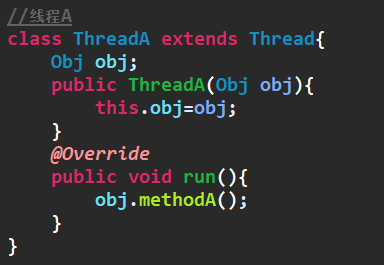 //线程A
class ThreadA extends Thread{
    Obj obj;
    public ThreadA(Obj obj){
        this.obj=obj;
    }
    @Override
    public void run(){
        obj.methodA();
    }
}